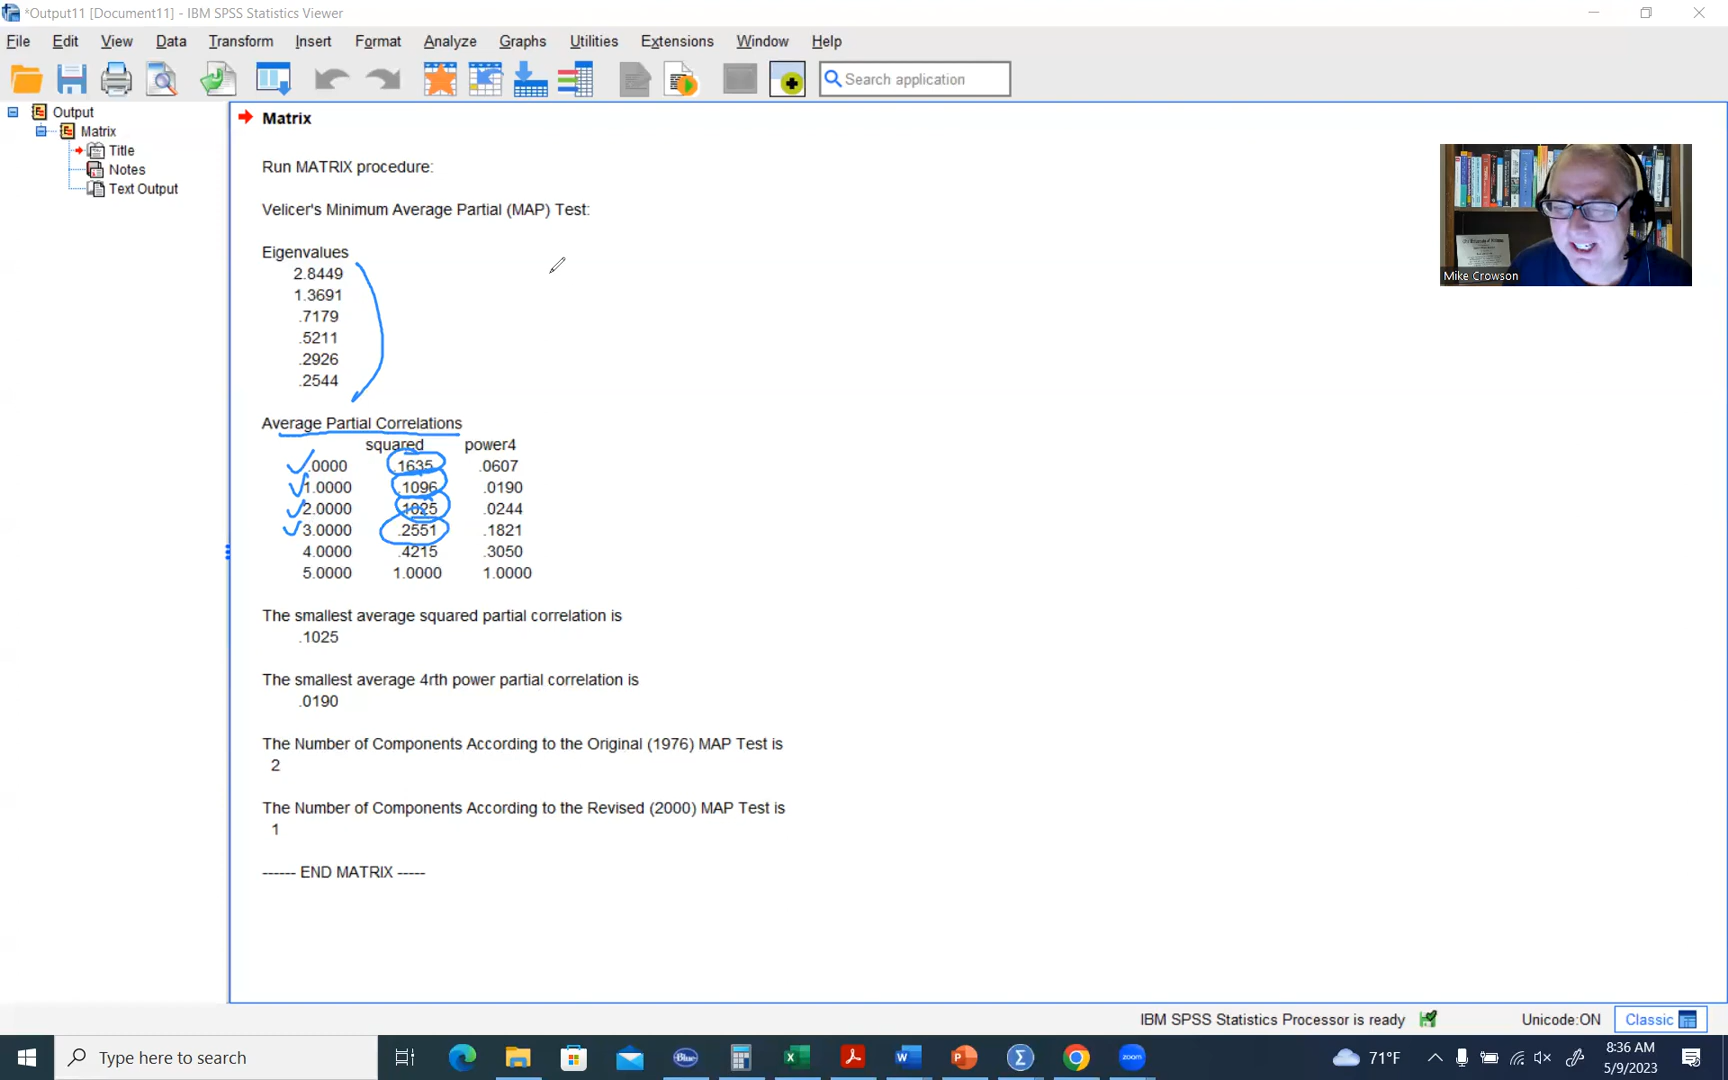 *Output11 [Document11] - IBM SPSS Statistics Viewer
File Edit View Data Transform Insert Format Analyze Graphs Utilities Extensions Window Help
Search application
Output
Matrix
Title
Notes
Text Output
Matrix
Run MATRIX procedure:
Velicer's Minimum Average Partial (MAP) Test:
Eigenvalues
2.8449
1.3691
.7179
.5211
.2926
.2544
Average Partial Correlations
squared power4
.0000 .1635 .0607
1.0000 .1096 .0190
2.0000 .1025 .0244
3.0000 .2551 .1821
4.0000 .4215 .3050
5.0000 1.0000 1.0000
The smallest average squared partial correlation is
.1025
The smallest average 4rth power partial correlation is
.0190
The Number of Components According to the Original (1976) MAP Test is
2
The Number of Components According to the Revised (2000) MAP Test is
1
------ END MATRIX -----
Mike Crowson
IBM SPSS Statistics Processor is ready Unicode:ON Classic
Type here to search
Blue
zoom
71°F
8:36 AM
5/9/2023